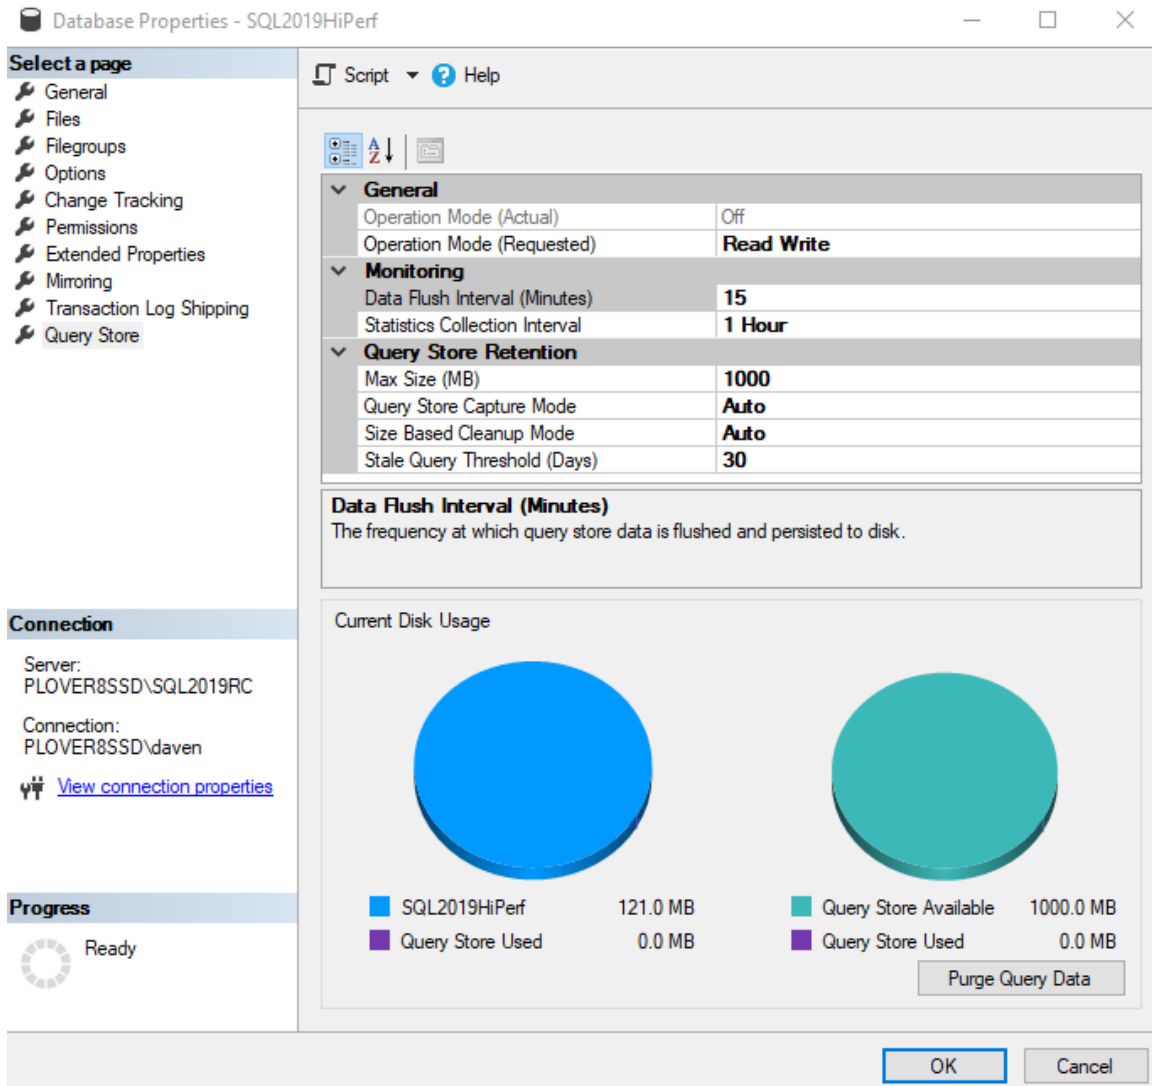 Database Properties - SQL2019HiPerf
Select a page
General
Files
Filegroups
Options
Change Tracking
Permissions
Extended Properties
Mirroring
Transaction Log Shipping
Query Store
Script
Help
General
Operation Mode (Actual) Off
Operation Mode (Requested) Read Write
Monitoring
Data Flush Interval (Minutes) 15
Statistics Collection Interval 1 Hour
Query Store Retention
Max Size (MB) 1000
Query Store Capture Mode Auto
Size Based Cleanup Mode Auto
Stale Query Threshold (Days) 30
Data Flush Interval (Minutes)
The frequency at which query store data is flushed and persisted to disk.
Connection
Server:
PLOVER8SSD\SQL2019RC
Connection:
PLOVER8SSD\daven
View connection properties
Progress
Ready
Current Disk Usage
SQL2019HiPerf 121.0 MB
Query Store Used 0.0 MB
Query Store Available 1000.0 MB
Query Store Used 0.0 MB
Purge Query Data
OK
Cancel